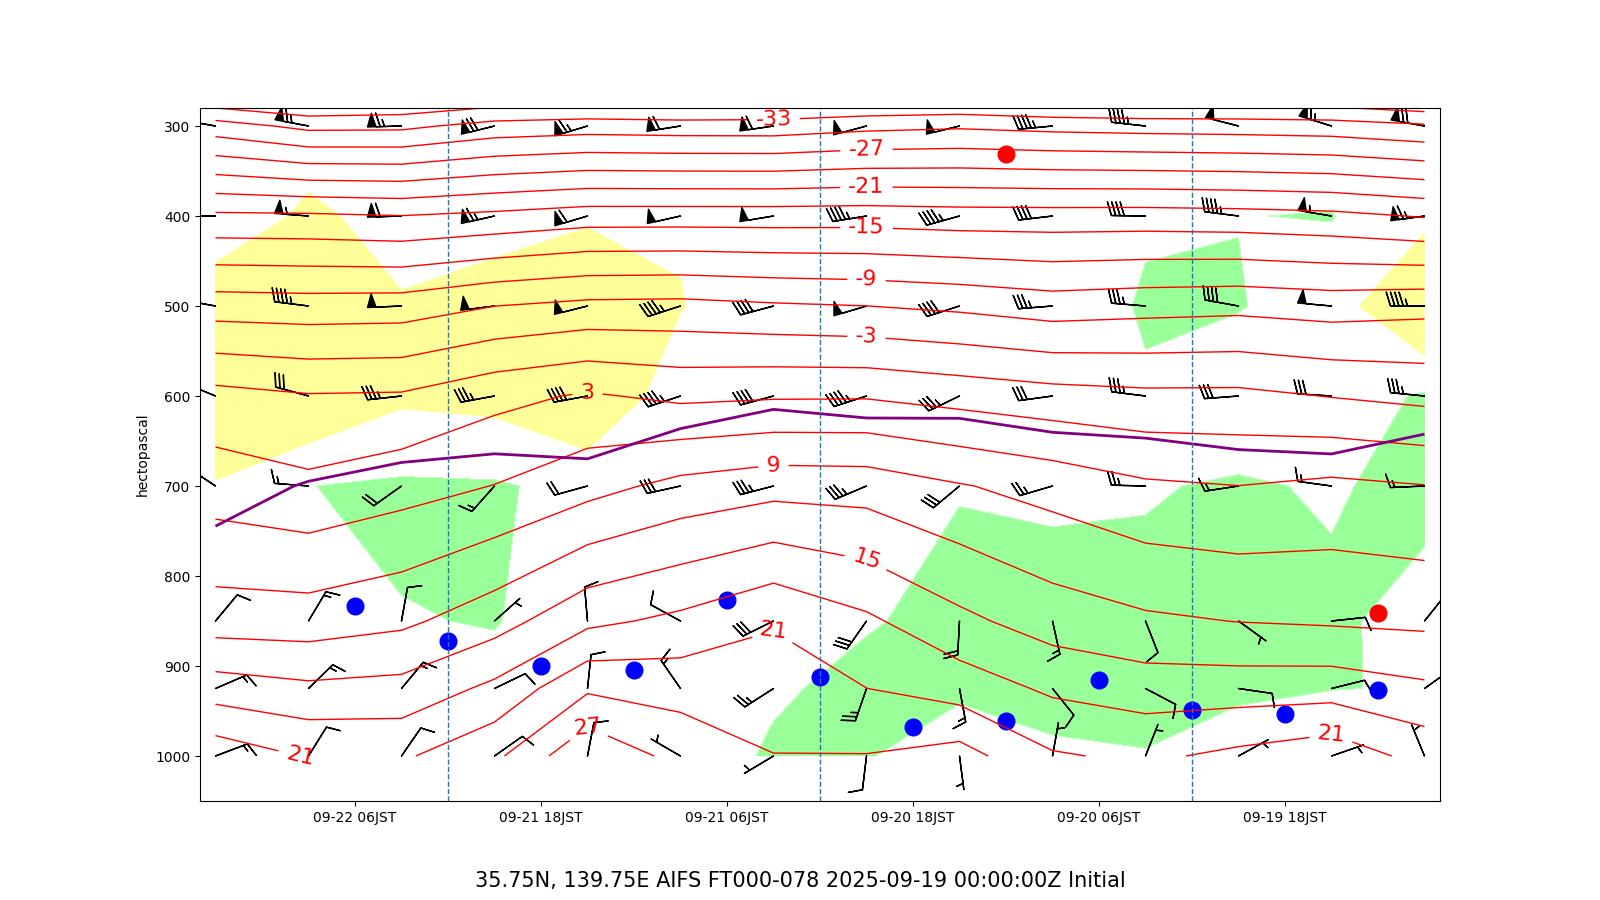 300
400
500
600
700
800
900
1000
hectopascal
-33
-27
-21
-15
-9
-3
3
9
15
21
27
21
21
09-22 06JST
09-21 18JST
09-21 06JST
09-20 18JST
09-20 06JST
09-19 18JST
35.75N, 139.75E AIFS FT000-078 2025-09-19 00:00:00Z Initial